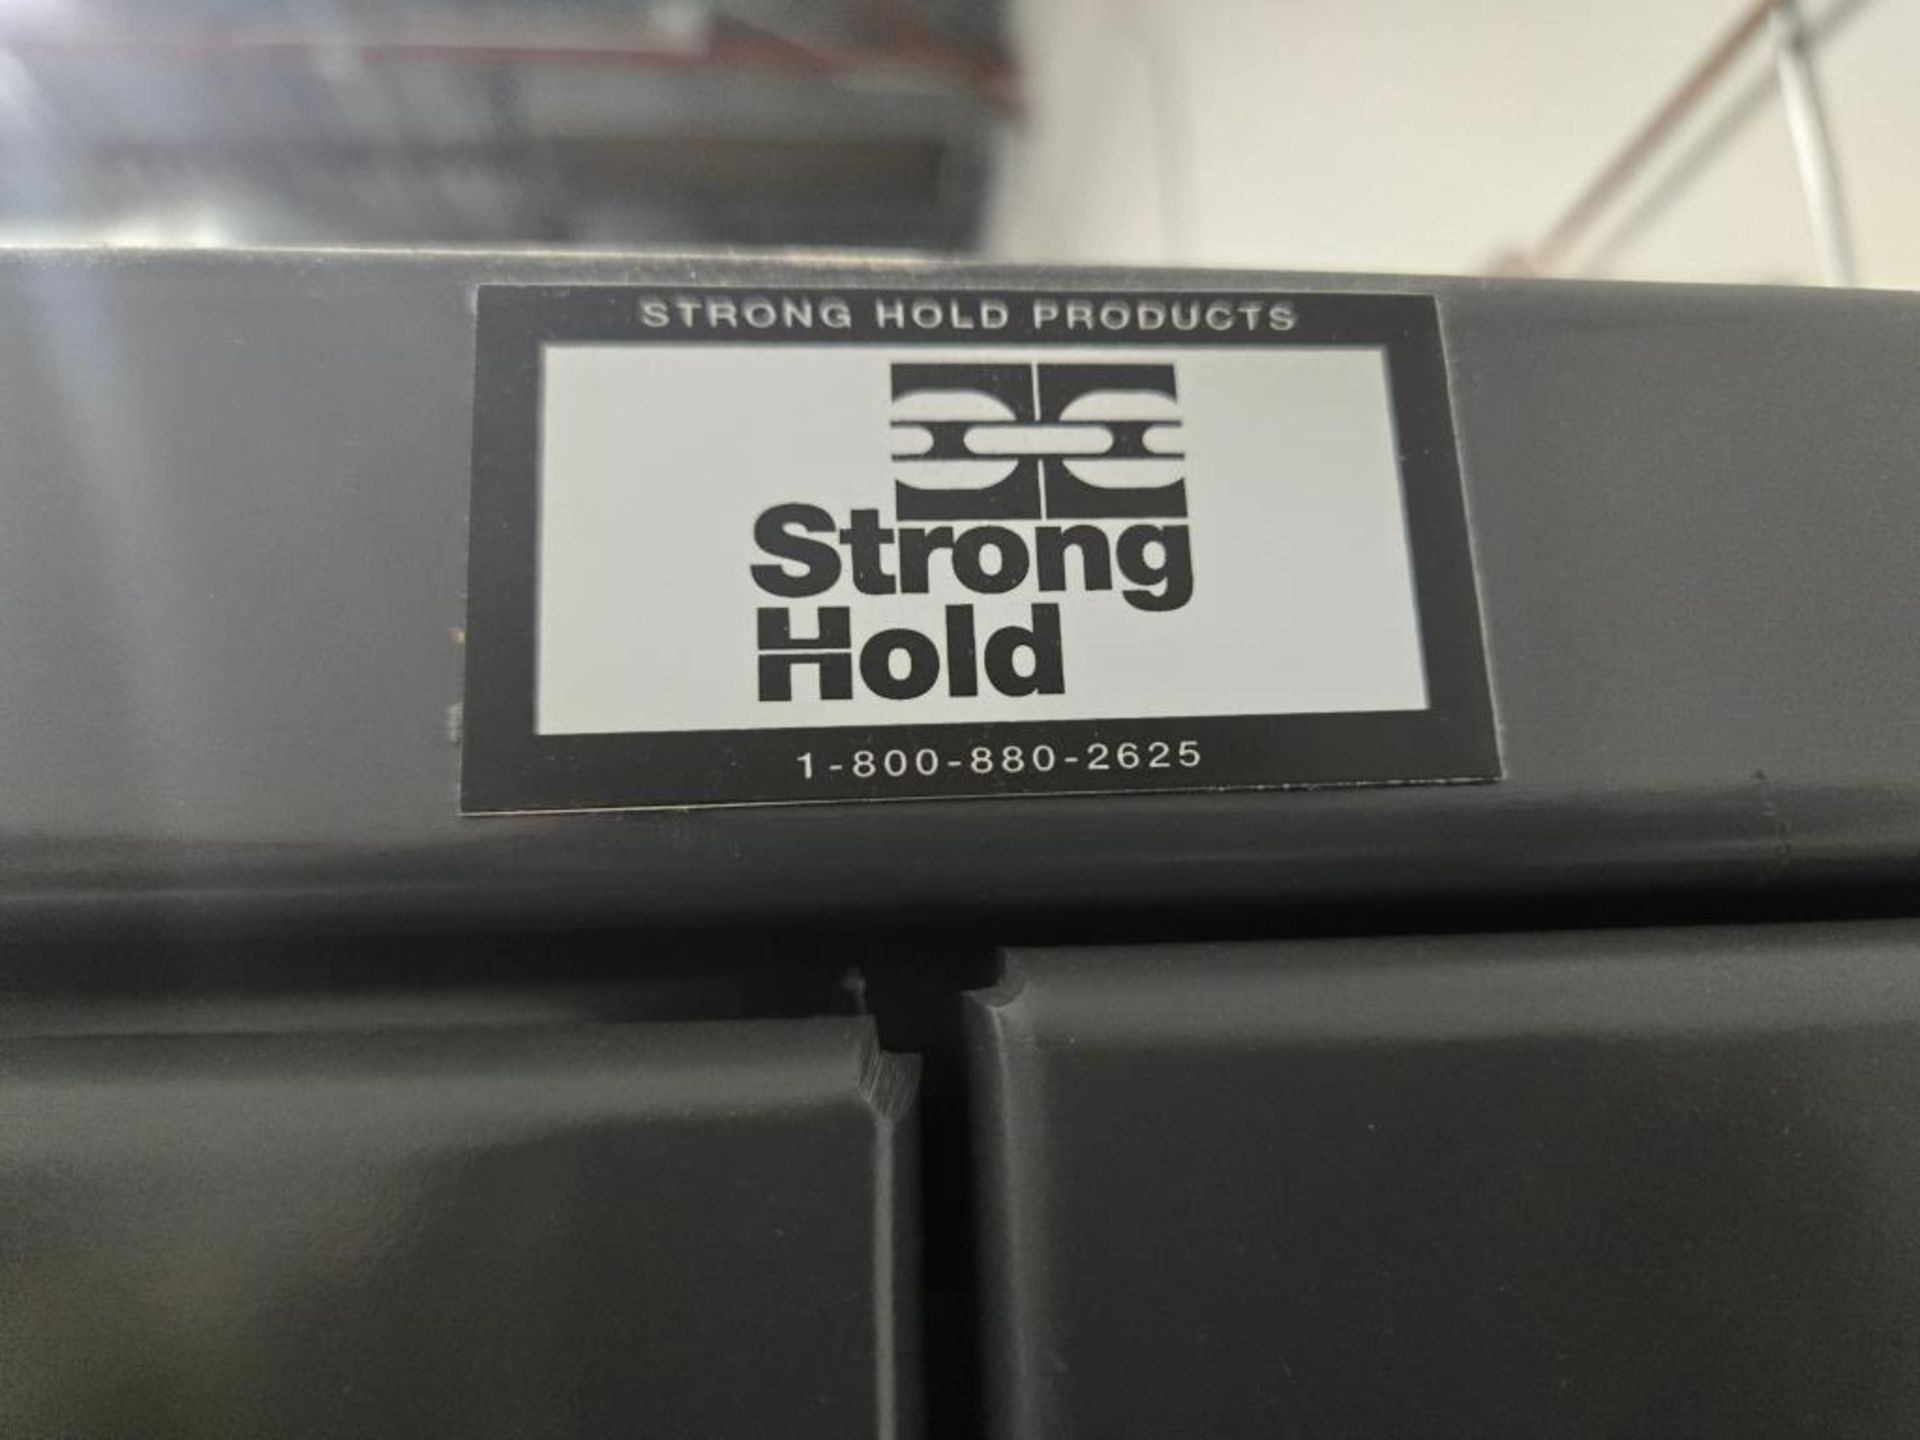 STRONG HOLD PRODUCTS
Strong
Hold
1-800-880-2625